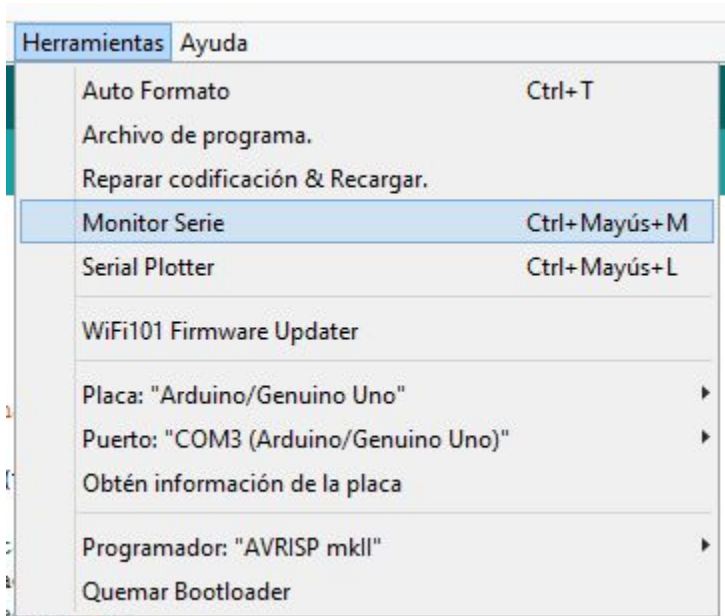 Herramientas Ayuda
Auto Formato Ctrl+T
Archivo de programa.
Reparar codificación & Recargar.
Monitor Serie Ctrl+Mayús+M
Serial Plotter Ctrl+Mayús+L
WiFi101 Firmware Updater
Placa: "Arduino/Genuino Uno"
Puerto: "COM3 (Arduino/Genuino Uno)"
Obtén información de la placa
Programador: "AVRISP mkII"
Quemar Bootloader